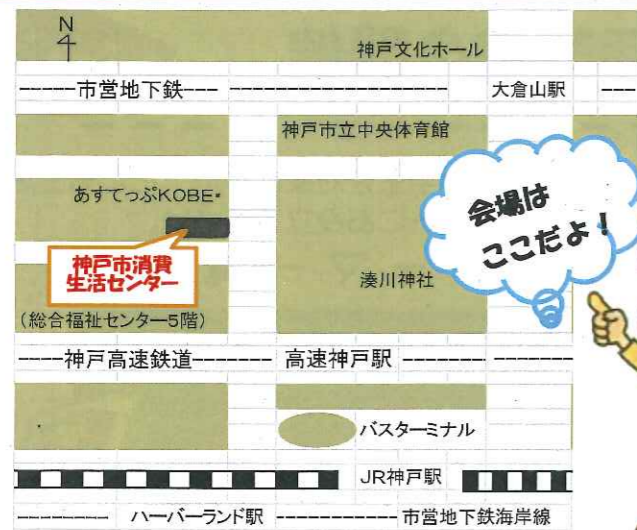 N
神戸文化ホール
市営地下鉄
大倉山駅
神戸市立中央体育館
あすてっぷKOBE
会場は
ここだよ！
神戸市消費
生活センター
湊川神社
(総合福祉センター5階)
神戸高速鉄道
高速神戸駅
バスターミナル
JR神戸駅
ハーバーランド駅
市営地下鉄海岸線